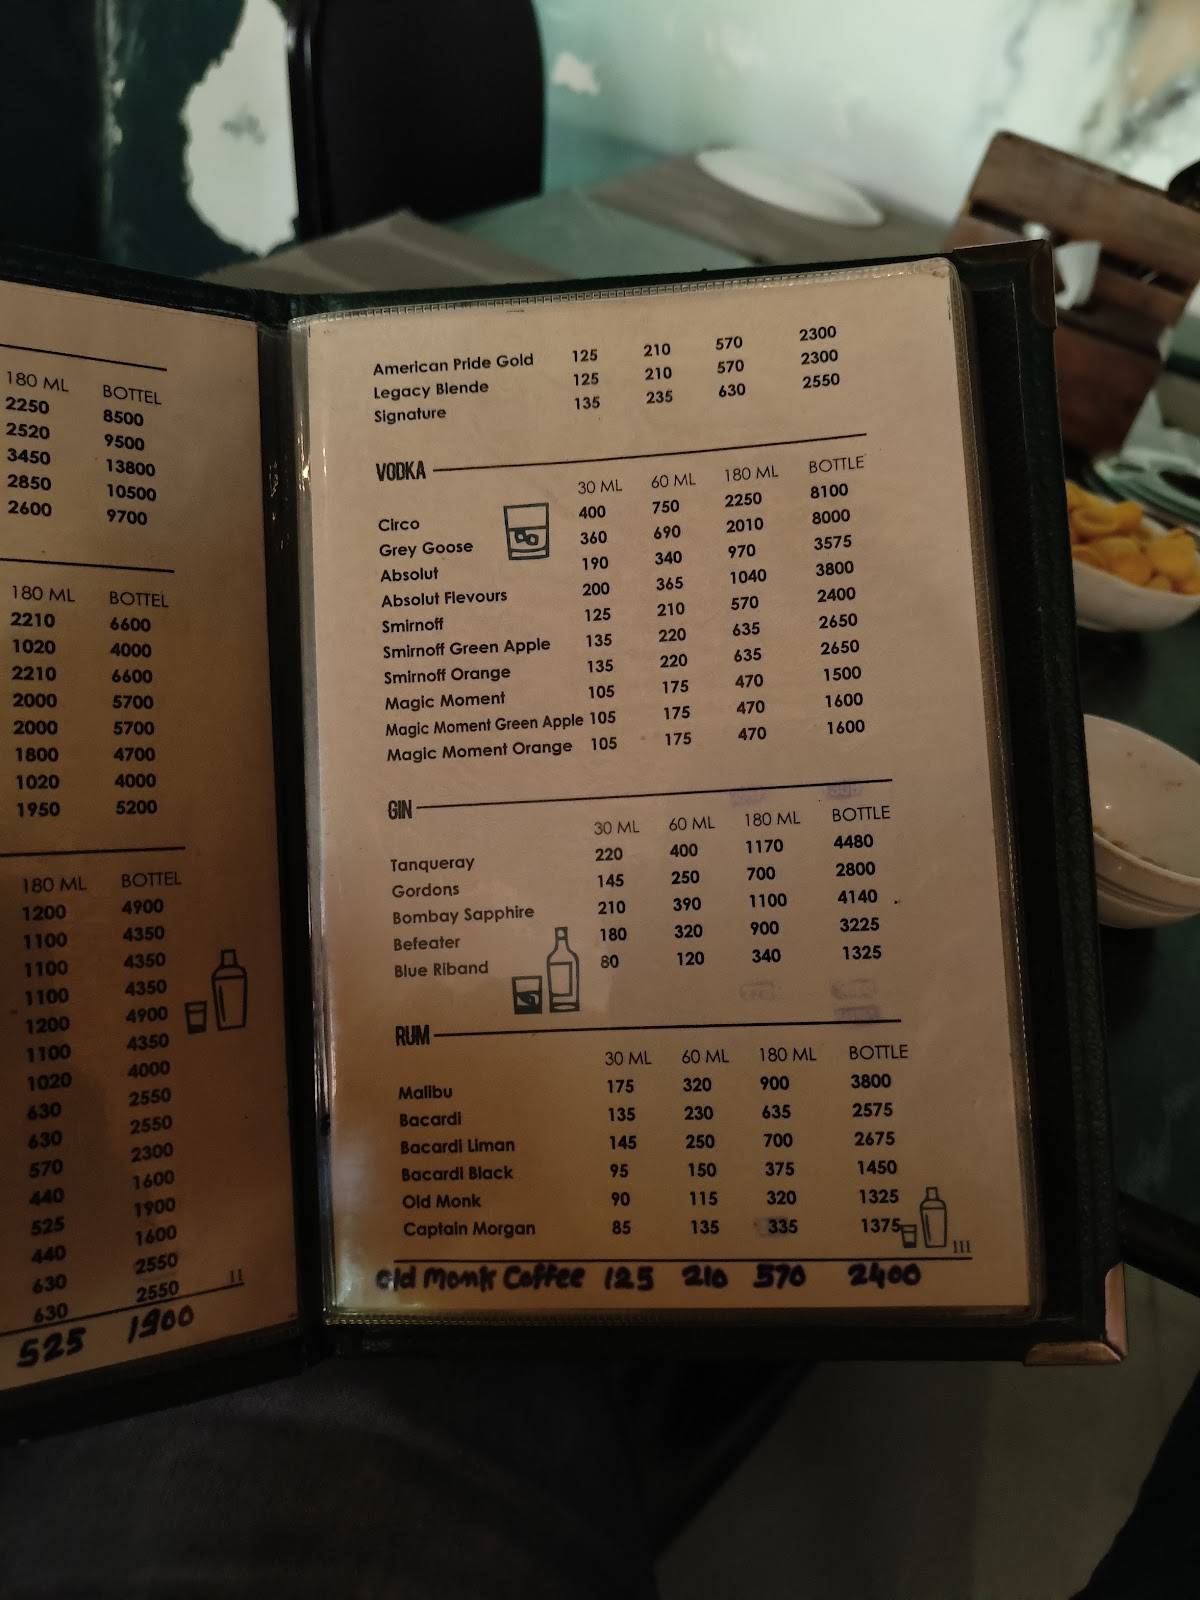 180 ML BOTTEL
2250 8500
2520 9500
3450 13800
2850 10500
2600 9700
180 ML BOTTEL
2210 6600
1020 4000
2210 6600
2000 5700
2000 5700
1800 4700
1020 4000
1950 5200
180 ML BOTTEL
1200 4900
1100 4350
1100 4350
1100 4350
1200 4900
1100 4350
1020 4000
630 2550
630 2550
570 2300
440 1600
525 1900
440 1600
630 2550
630 2550
II
525 1900
American Pride Gold 125 210 570 2300
Legacy Blende 125 210 570 2300
Signature 135 235 630 2550
VODKA
30 ML 60 ML 180 ML BOTTLE
Circo 400 750 2250 8100
Grey Goose 360 690 2010 8000
Absolut 190 340 970 3575
Absolut Flevours 200 365 1040 3800
Smirnoff 125 210 570 2400
Smirnoff Green Apple 135 220 635 2650
Smirnoff Orange 135 220 635 2650
Magic Moment 105 175 470 1500
Magic Moment Green Apple 105 175 470 1600
Magic Moment Orange 105 175 470 1600
GIN
30 ML 60 ML 180 ML BOTTLE
Tanqueray 220 400 1170 4480
Gordons 145 250 700 2800
Bombay Sapphire 210 390 1100 4140
Befeater 180 320 900 3225
Blue Riband 80 120 340 1325
RUM
30 ML 60 ML 180 ML BOTTLE
Malibu 175 320 900 3800
Bacardi 135 230 635 2575
Bacardi Liman 145 250 700 2675
Bacardi Black 95 150 375 1450
Old Monk 90 115 320 1325
Captain Morgan 85 135 335 1375
III
Old Monk Coffee 125 210 570 2400